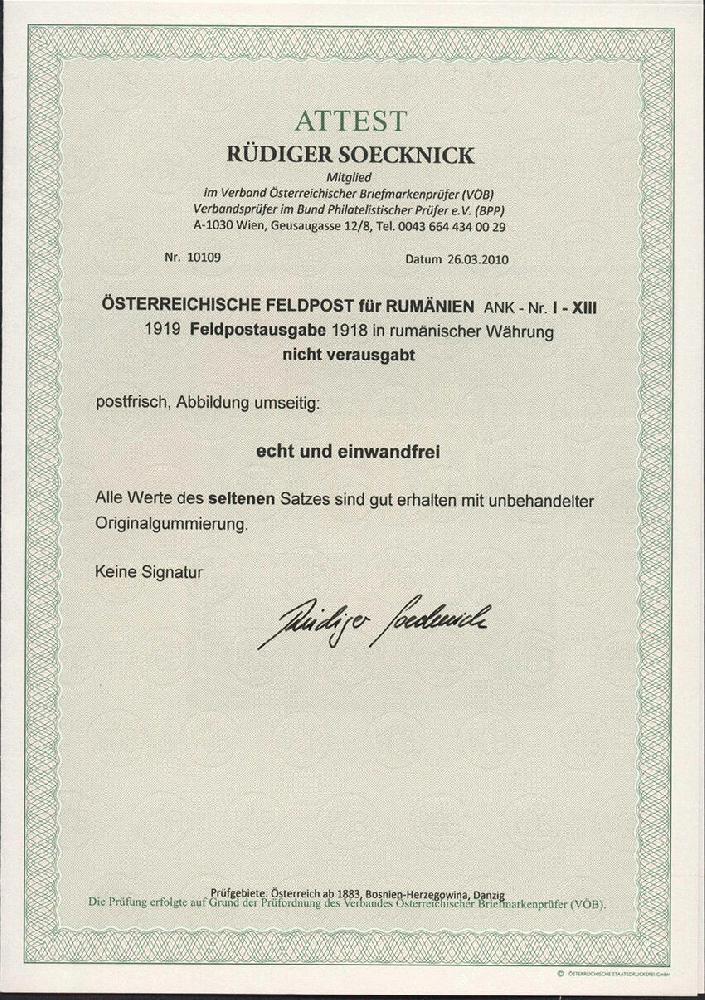 ATTEST
RÜDIGER SOECKNICK
Mitglied
im Verband Österreichischer Briefmarkenprüfer (VÖB)
Verbandsprüfer im Bund Philatelistischer Prüfer e.V. (BPP)
A-1030 Wien, Geusaugasse 12/8, Tel. 0043 664 434 00 29
Nr. 10109 Datum 26.03.2010
ÖSTERREICHISCHE FELDPOST für RUMÄNIEN ANK - Nr. I - XIII
1919 Feldpostausgabe 1918 in rumänischer Währung
nicht verausgabt
postfrisch, Abbildung umseitig:
echt und einwandfrei
Alle Werte des seltenen Satzes sind gut erhalten mit unbehandelter
Originalgummierung.
Keine Signatur
Rüdiger Soecknick
Prüfgebiete: Österreich ab 1883, Bosnien-Herzegowina, Danzig
Die Prüfung erfolgte auf Grund der Prüfordnung des Verbandes Österreichischer Briefmarkenprüfer (VÖB).
© ÖSTERREICHISCHE STAATSDRUCKEREI GMBH